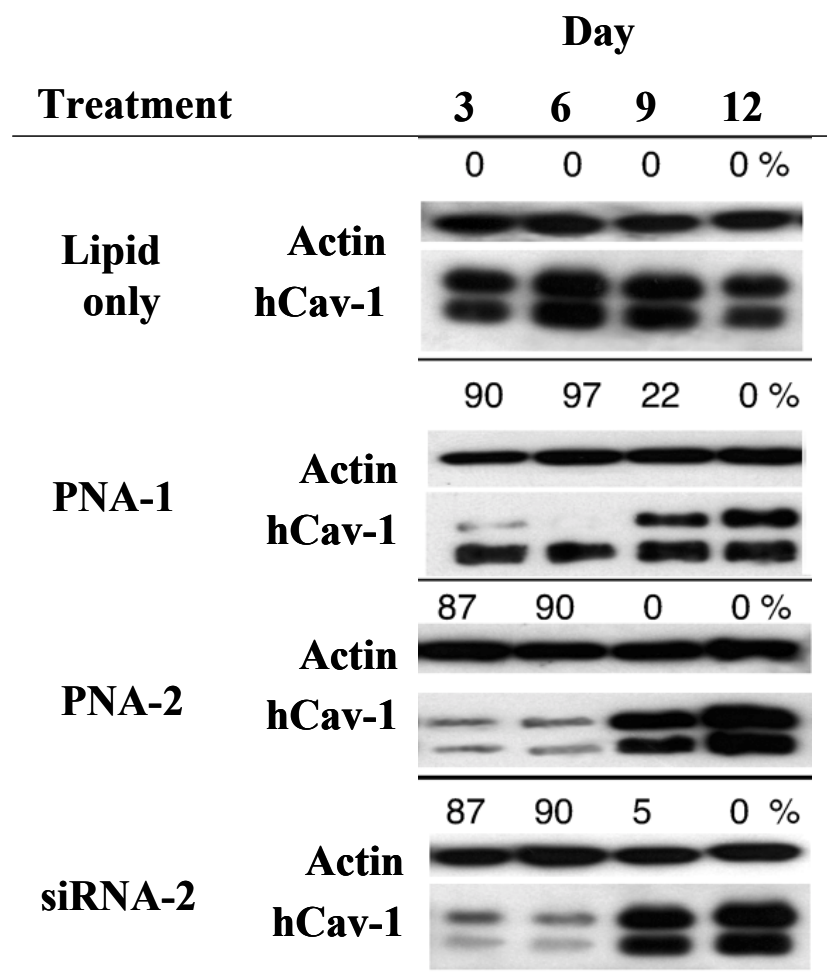 Day
Treatment 3 6 9 12
0 0 0 0 %
Lipid only Actin
hCav-1
90 97 22 0 %
PNA-1 Actin
hCav-1
87 90 0 0 %
PNA-2 Actin
hCav-1
87 90 5 0 %
siRNA-2 Actin
hCav-1